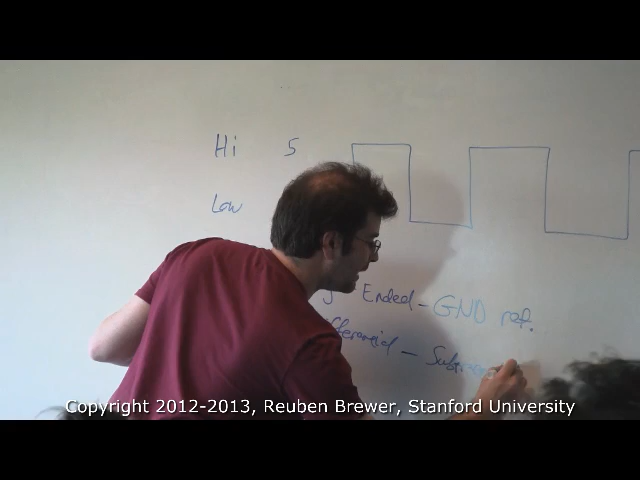 Hi 5
Low
Ended - GND ref.
Copyright 2012-2013, Reuben Brewer, Stanford University